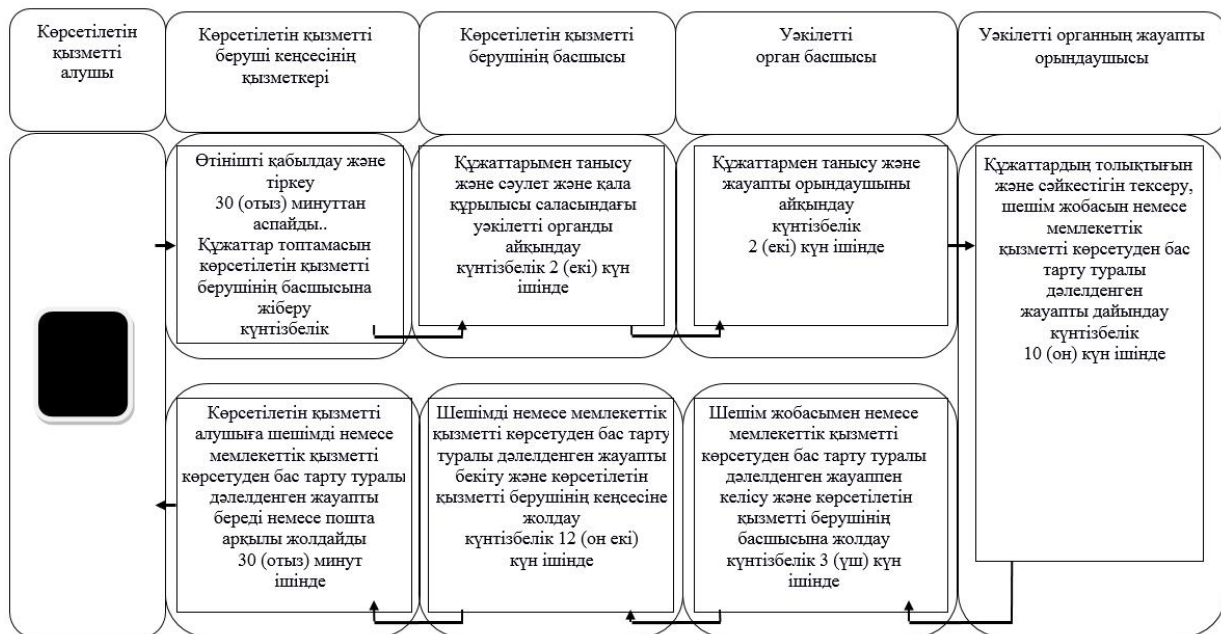 Көрсетілетін
қызметті
алушы
Көрсетілетін қызметті
беруші кеңсесінің
қызметкері
Көрсетілетін қызметті
берушінің басшысы
Уәкілетті
орган басшысы
Уәкілетті органның жауапты
орындаушысы
Өтінішті қабылдау және
тіркеу
30 (отыз) минуттан
аспайды..
Құжаттар топтамасын
көрсетілетін қызметті
берушінің басшысына
жіберу
күнтізбелік
Құжаттарымен танысу
және сәулет және қала
құрылысы саласындағы
уәкілетті органды
айқындау
күнтізбелік 2 (екі) күн
ішінде
Құжаттармен танысу және
жауапты орындаушыны
айқындау
күнтізбелік
2 (екі) күн ішінде
Құжаттардың толықтығын
және сәйкестігін тексеру,
шешім жобасын немесе
мемлекеттік
қызметті көрсетуден бас
тарту туралы
дәлелденген
жауапты дайындау
күнтізбелік
10 (он) күн ішінде
Көрсетілетін қызметті
алушыға шешімді немесе
мемлекеттік қызметті
көрсетуден бас тарту туралы
дәлелденген жауапты
береді немесе пошта
арқылы жолдайды
30 (отыз) минут
ішінде
Шешімді немесе мемлекеттік
қызметті көрсетуден бас тарту
туралы дәлелденген жауапты
бекіту және көрсетілетін
қызметті берушінің кеңсесіне
жолдау
күнтізбелік 12 (он екі)
күн ішінде
Шешім жобасымен немесе
мемлекеттік қызметті
көрсетуден бас тарту туралы
дәлелденген жауаппен
келісу және көрсетілетін
қызметті берушінің
басшысына жолдау
күнтізбелік 3 (үш) күн
ішінде